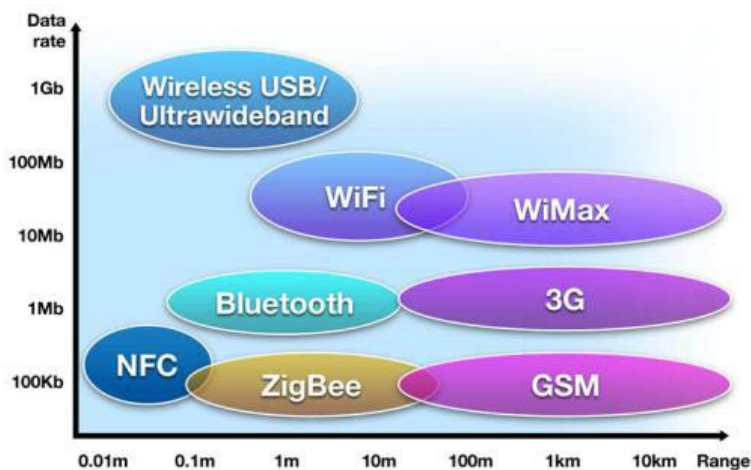 Data
rate
1Gb
Wireless USB/
Ultrawideband
100Mb
WiFi
WiMax
10Mb
Bluetooth
3G
1Mb
NFC
ZigBee
GSM
100Kb
0.01m 0.1m 1m 10m 100m 1km 10km Range